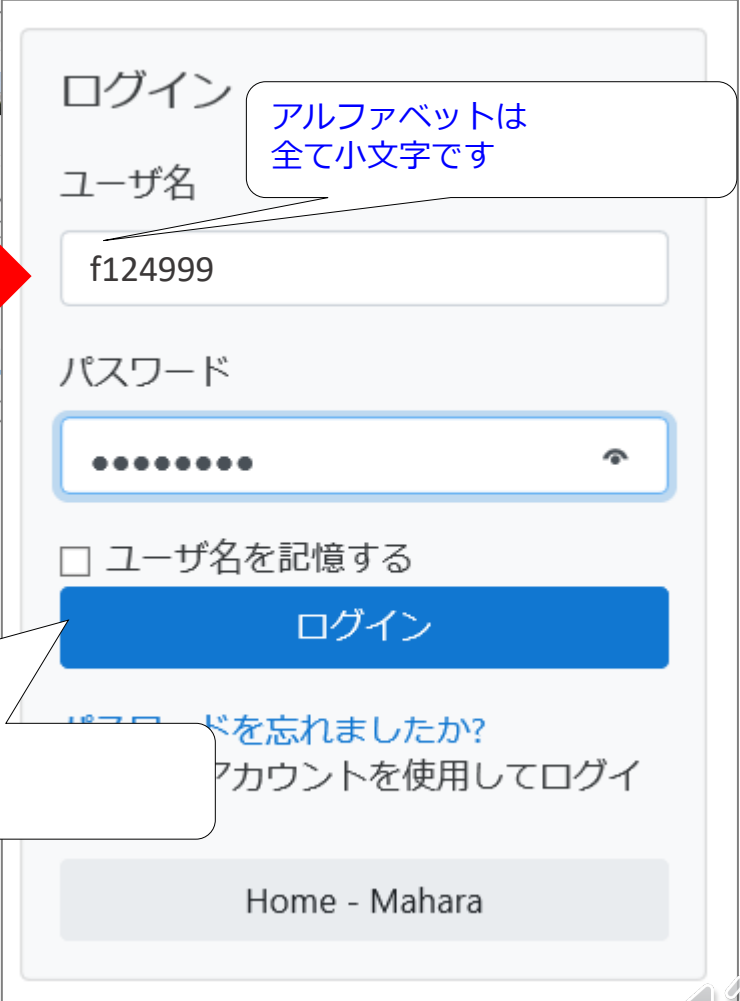 ログイン
アルファベットは
全て小文字です
ユーザ名
f124999
パスワード
••••••••
ユーザ名を記憶する
ログイン
ドを忘れましたか?
アカウントを使用してログイ
Home - Mahara